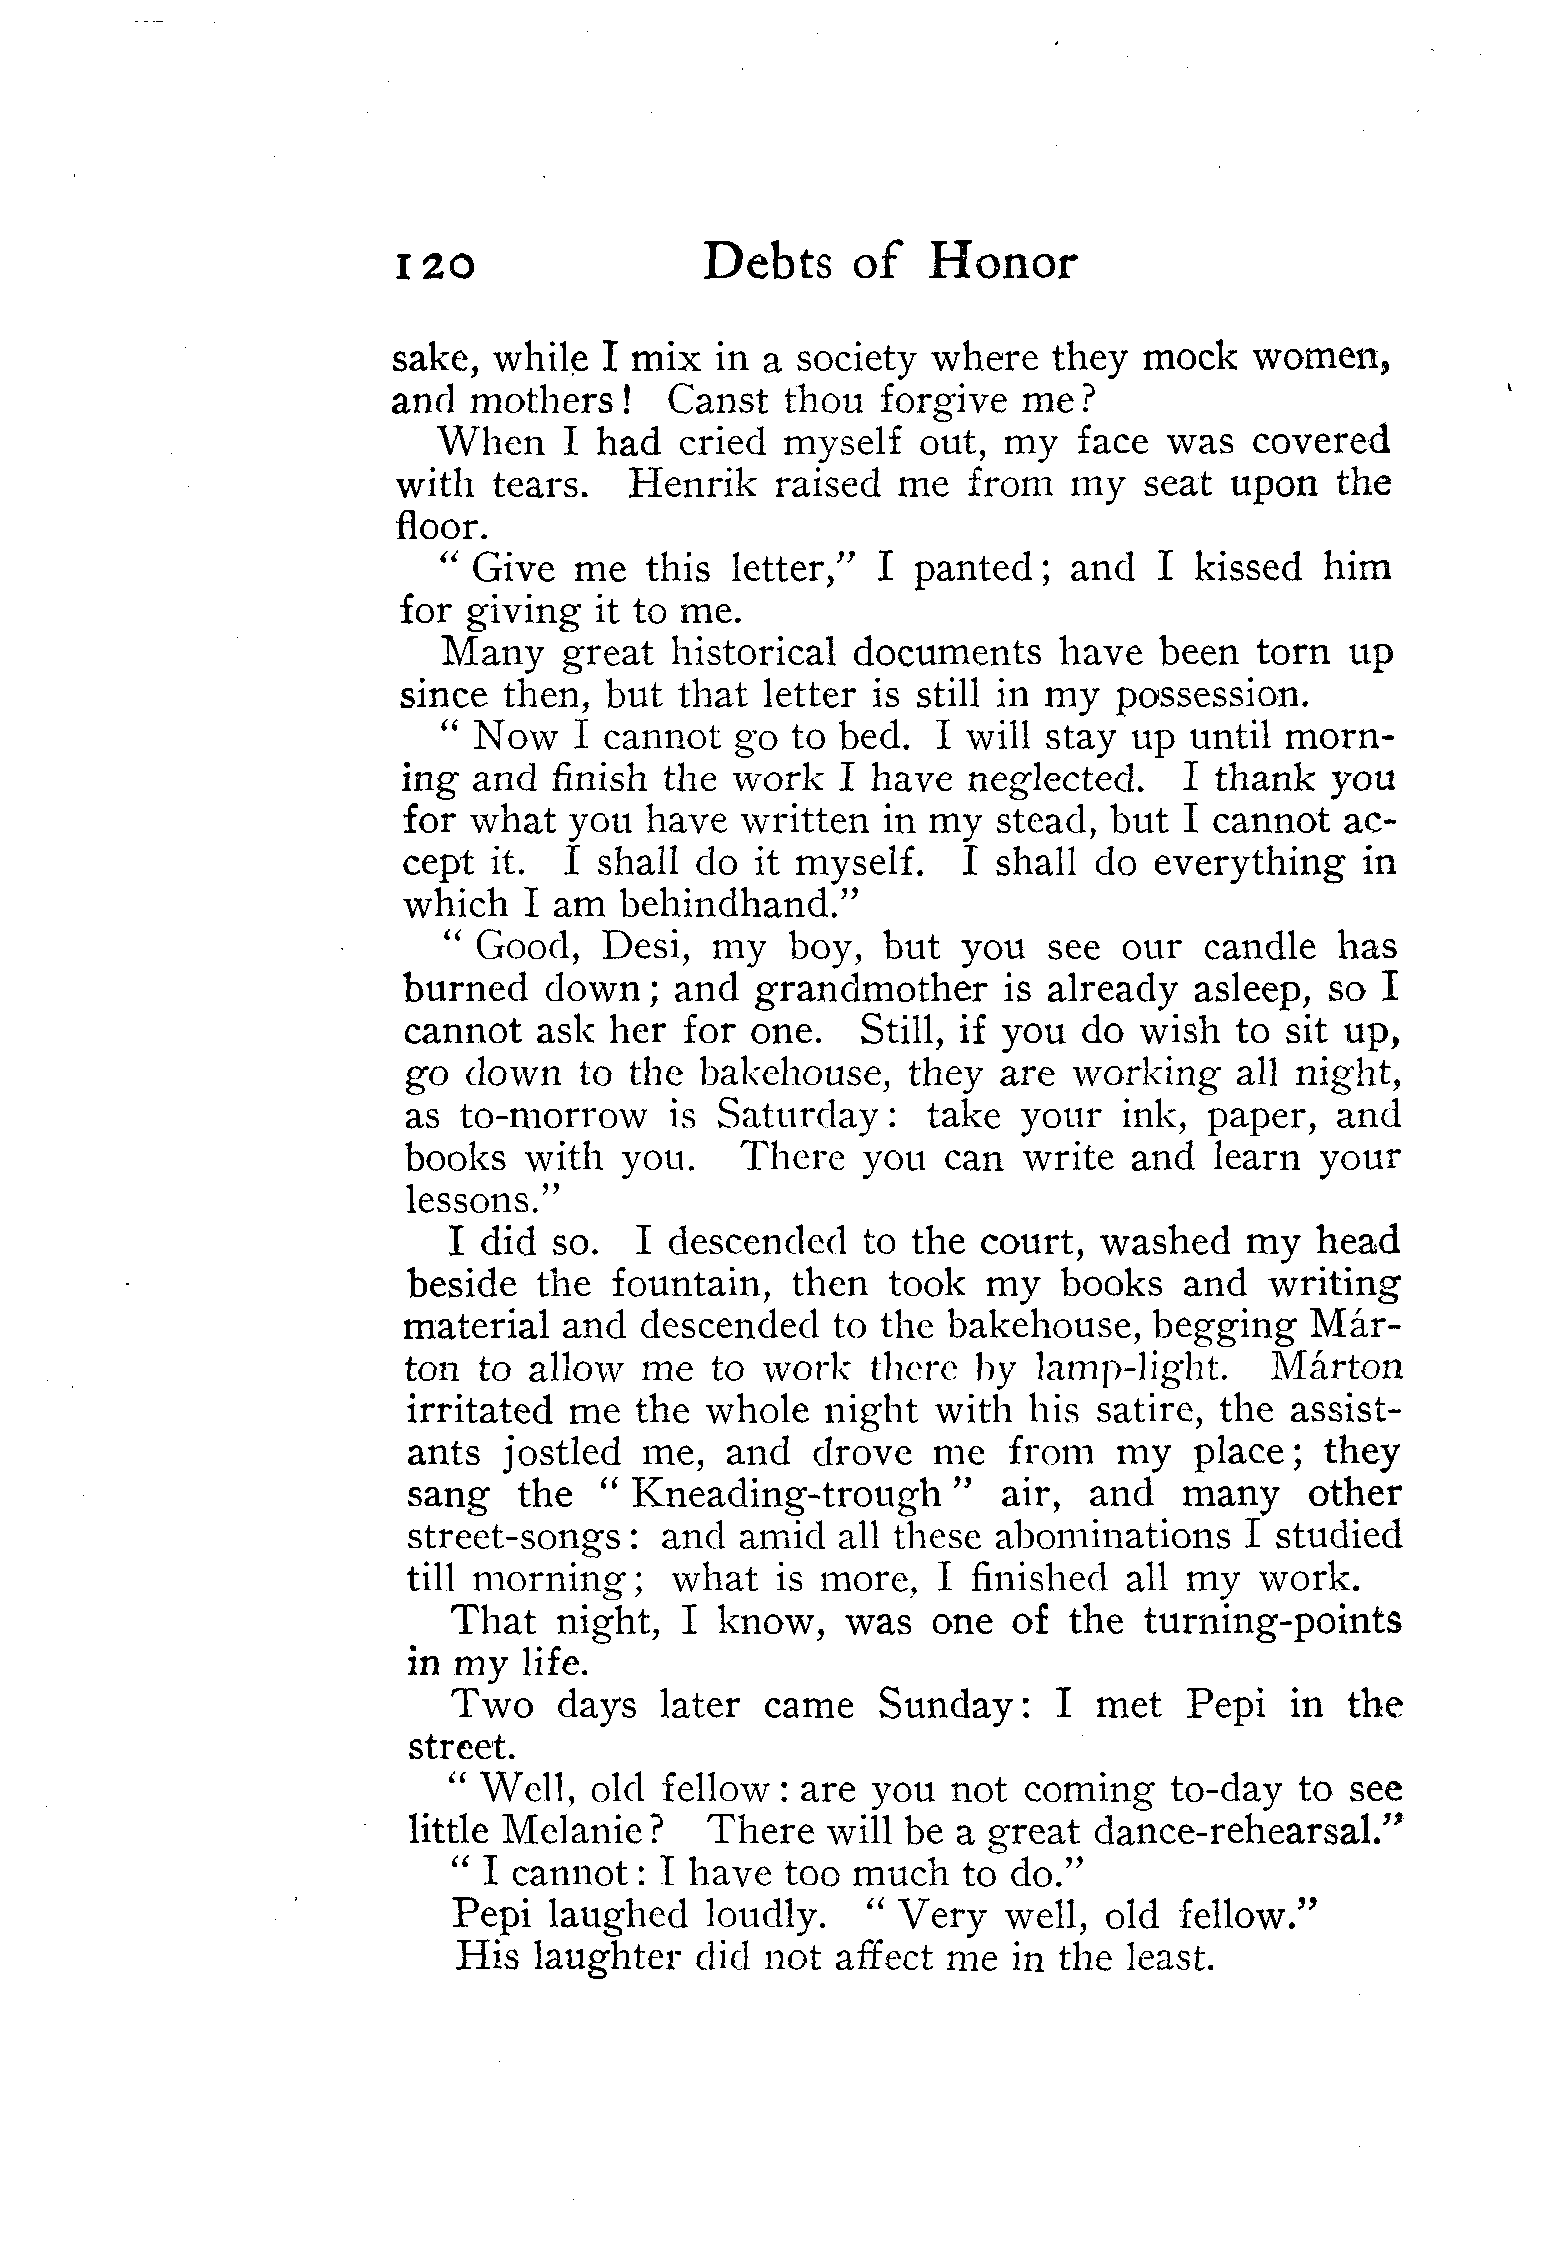 120 Debts of Honor
sake, while I mix in a society where they mock women,
and mothers! Canst thou forgive me?
When I had cried myself out, my face was covered
with tears. Henrik raised me from my seat upon the
floor.
" Give me this letter," I panted; and I kissed him
for giving it to me.
Many great historical documents have been torn up
since then, but that letter is still in my possession.
" Now I cannot go to bed. I will stay up until morn-
ing and finish the work I have neglected. I thank you
for what you have written in my stead, but I cannot ac-
cept it. I shall do it myself. I shall do everything in
which I am behindhand."
" Good, Desi, my boy, but you see our candle has
burned down; and grandmother is already asleep, so I
cannot ask her for one. Still, if you do wish to sit up,
go down to the bakehouse, they are working all night,
as to-morrow is Saturday: take your ink, paper, and
books with you. There you can write and learn your
lessons."
I did so. I descended to the court, washed my head
beside the fountain, then took my books and writing
material and descended to the bakehouse, begging Már-
ton to allow me to work there by lamp-light. Márton
irritated me the whole night with his satire, the assist-
ants jostled me, and drove me from my place; they
sang the " Kneading-trough " air, and many other
street-songs: and amid all these abominations I studied
till morning; what is more, I finished all my work.
That night, I know, was one of the turning-points
in my life.
Two days later came Sunday: I met Pepi in the
street.
" Well, old fellow: are you not coming to-day to see
little Melanie? There will be a great dance-rehearsal."
" I cannot: I have too much to do."
Pepi laughed loudly. " Very well, old fellow."
His laughter did not affect me in the least.